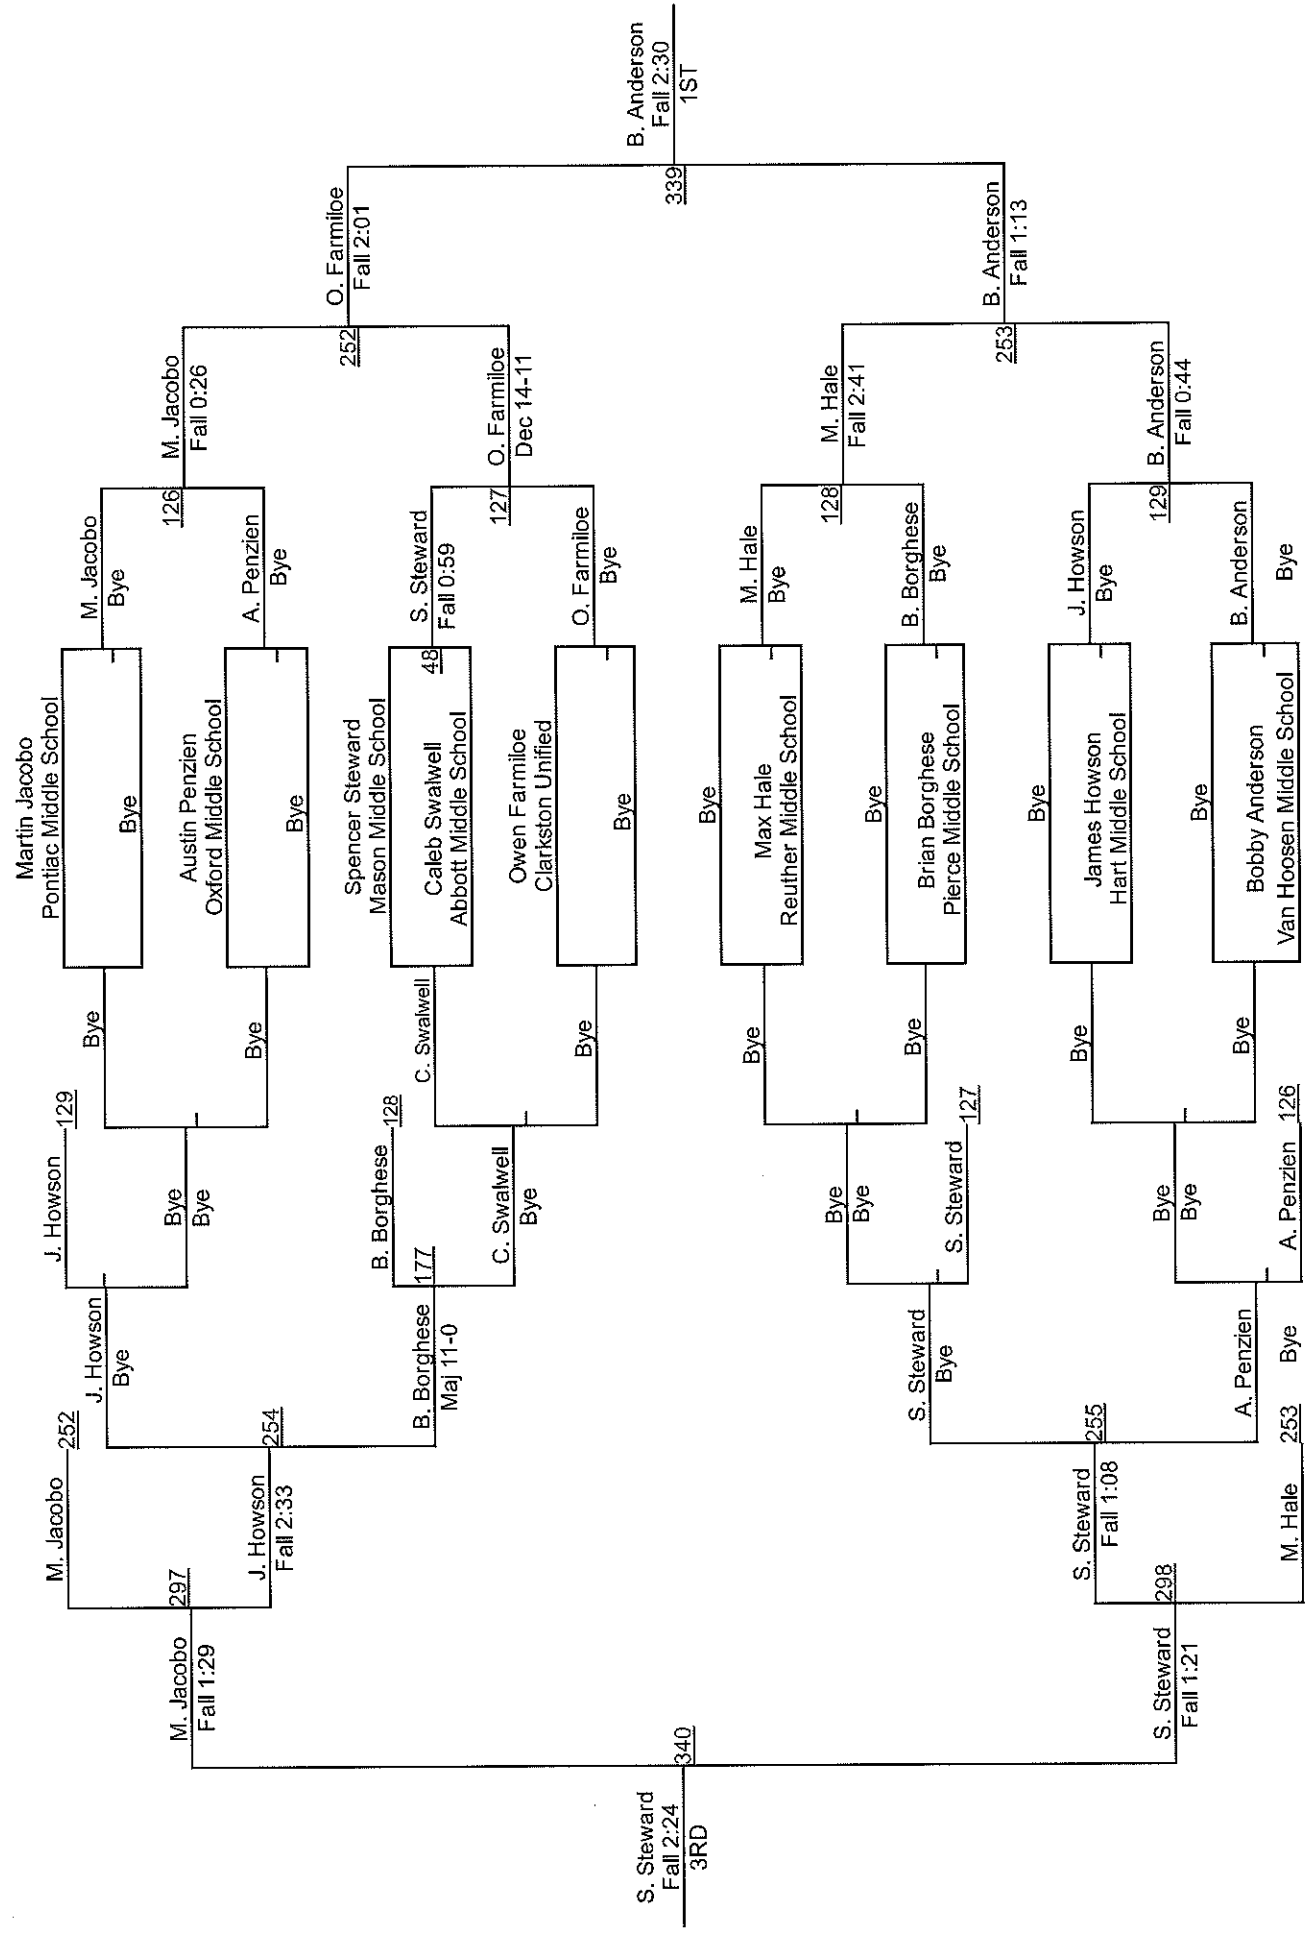 Martin Jacobo
Pontiac Middle School
Bye
Austin Penzien
Oxford Middle School
Bye
Spencer Steward
Mason Middle School
48
Caleb Swalwell
Abbott Middle School
Owen Farmiloe
Clarkston Unified
Bye
Bye
Max Hale
Reuther Middle School
Bye
Brian Borghese
Pierce Middle School
Bye
James Howson
Hart Middle School
Bye
Bobby Anderson
Van Hoosen Middle School
M. Jacobo
Bye
A. Penzien
Bye
S. Steward
Fall 0:59
O. Farmiloe
Bye
M. Hale
Bye
B. Borghese
Bye
J. Howson
Bye
B. Anderson
Bye
126
M. Jacobo
Fall 0:26
127
O. Farmiloe
Dec 14-11
128
M. Hale
Fall 2:41
129
B. Anderson
Fall 0:44
252
O. Farmiloe
Fall 2:01
253
B. Anderson
Fall 1:13
339
B. Anderson
Fall 2:30
1ST
Bye
Bye
C. Swalwell
Bye
Bye
Bye
Bye
Bye
J. Howson
129
Bye
Bye
B. Borghese
128
C. Swalwell
Bye
Bye
Bye
S. Steward
127
Bye
Bye
A. Penzien
126
J. Howson
Bye
177
B. Borghese
Maj 11-0
S. Steward
Bye
A. Penzien
Bye
M. Jacobo
252
254
J. Howson
Fall 2:33
255
S. Steward
Fall 1:08
M. Hale
253
297
M. Jacobo
Fall 1:29
298
S. Steward
Fall 1:21
340
S. Steward
Fall 2:24
3RD